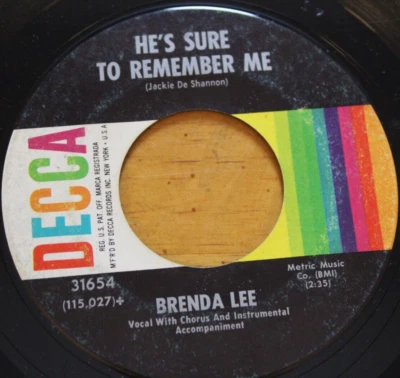 HE'S SURE
TO REMEMBER ME
(Jackie De Shannon)
DECCA
REG. U.S. PAT. OFF. MARCA REGISTRADA
MF'R'D BY DECCA RECORDS INC. NEW YORK • U.S.A
31654
(115,027)+
Metric Music
Co. (BMI)
(2:35)
BRENDA LEE
Vocal With Chorus And Instrumental
Accompaniment